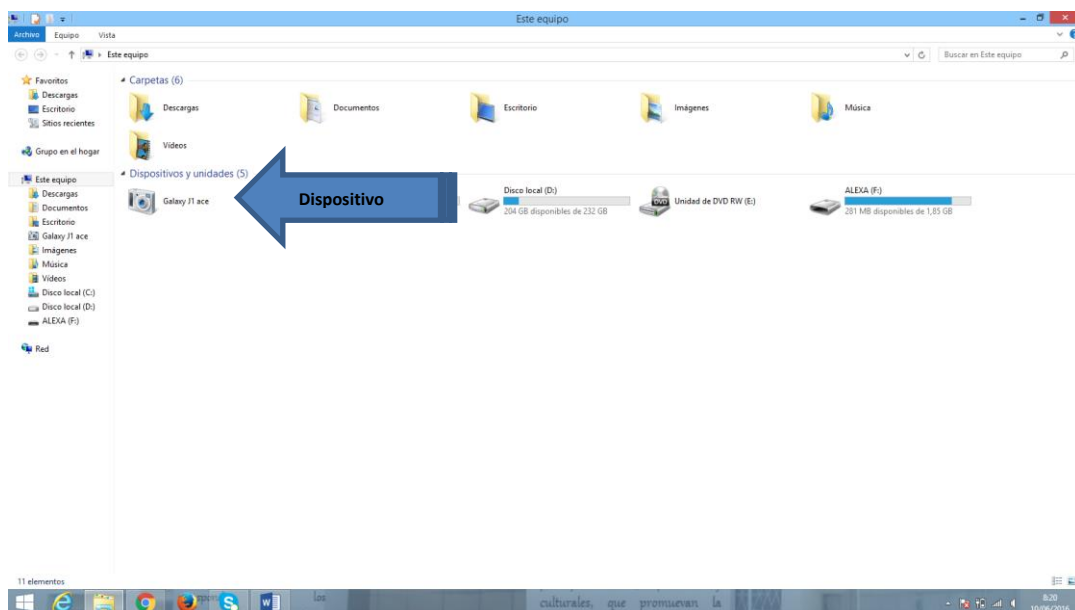 Este equipo
Archivo Equipo Vista
Este equipo
Buscar en Este equipo
Favoritos
Descargas
Escritorio
Sitios recientes
Grupo en el hogar
Este equipo
Descargas
Documentos
Escritorio
Galaxy J1 ace
Imágenes
Música
Vídeos
Disco local (C:)
Disco local (D:)
ALEXA (F:)
Red
Carpetas (6)
Descargas Documentos Escritorio Imágenes Música
Vídeos
Dispositivos y unidades (5)
Galaxy J1 ace
Dispositivo
Disco local (D:)
204 GB disponibles de 232 GB
Unidad de DVD RW (E:)
ALEXA (F:)
281 MB disponibles de 1,85 GB
11 elementos
los
culturales, que promuevan la
8:20
10/06/2016